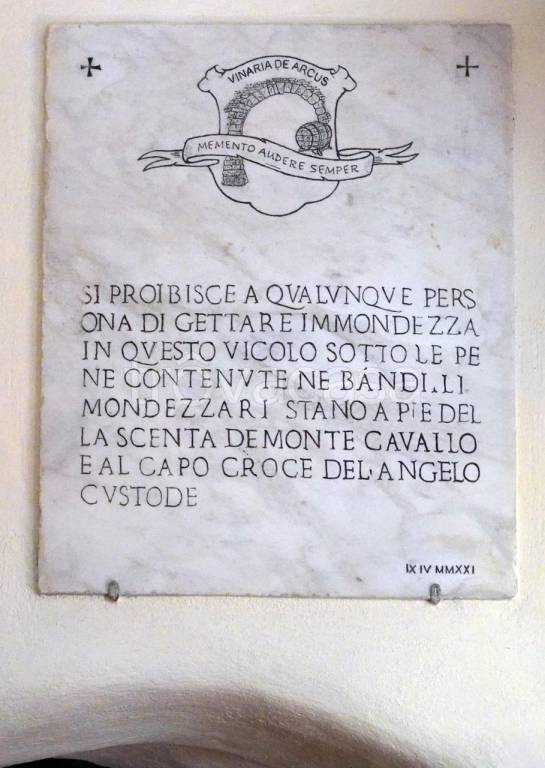 VINARIA DE ARCUS
MEMENTO AUDERE SEMPER
SI PROIBISCE A QVALVNQVE PERS
ONA DI GETTARE IMMONDEZZA
IN QVESTO VICOLO SOTTO LE PE
NE CONTENVTE NE BANDI.LI
MONDEZZARI STANO A PIE DEL
LA SCENTA DE MONTE CAVALLO
E AL CAPO CROCE DEL·ANGELO
CVSTODE
IX IV MMXXI